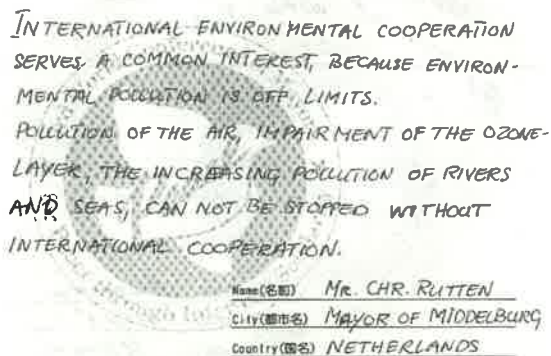 INTERNATIONAL ENVIRONMENTAL COOPERATION
SERVES A COMMON INTEREST, BECAUSE ENVIRON-
MENTAL POLLUTION IS OFF LIMITS.
POLLUTION OF THE AIR, IMPAIRMENT OF THE OZONE-
LAYER, THE INCREASING POLLUTION OF RIVERS
AND SEAS, CAN NOT BE STOPPED WITHOUT
INTERNATIONAL COOPERATION.
Name(名前) MR. CHR. RUTTEN
City(都市名) MAYOR OF MIDDELBURG
Country(国名) NETHERLANDS